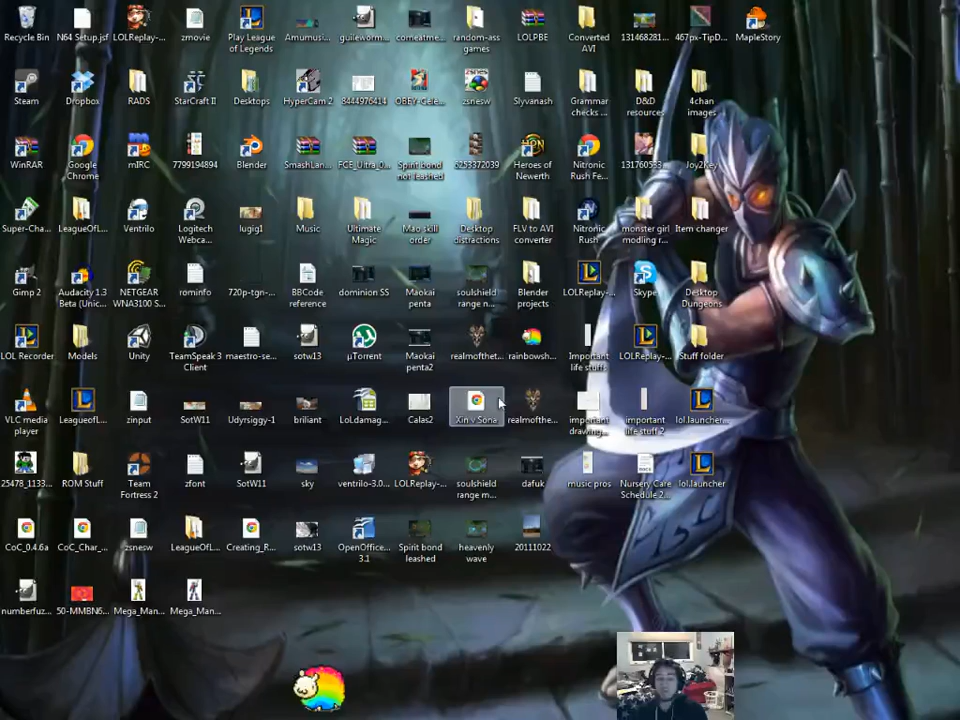 Recycle Bin
N64 Setup.jsf
LOLReplay-...
zmovie
Play League of Legends
Amumusi...
guileworm...
comeatme...
random-ass games
LOLPBE
Converted AVI
131468281...
467px-TipD...
MapleStory
Steam
Dropbox
RADS
StarCraft II
Desktops
HyperCam 2
8444976414
OBEY-Gele...
zsnesw
Slyvanash
Grammar checks ...
D&D resources
4chan images
WinRAR
Google Chrome
mIRC
7799194894
Blender
SmashLan...
FCE_Ultra_0...
Spirit bond not leashed
5253372039
Heroes of Newerth
Nitronic Rush Fe...
131760533...
Joy2Key
Super-Cha...
LeagueOfL...
Ventrilo
Logitech Webca...
lugig1
Music
Ultimate Magic
Mao skill order
Desktop distractions
FLV to AVI converter
Nitronic Rush
monster girl modling r...
Item changer
Gimp 2
Audacity 1.3 Beta (Unic...
NETGEAR WNA3100 S...
rominfo
720p-tgn-...
BBCode reference
dominion SS
Maokai penta
soulshield range n...
Blender projects
LOLReplay-...
Skype
Desktop Dungeons
LOL Recorder
Models
Unity
TeamSpeak 3 Client
maestro-se...
sotw13
µTorrent
Maokai penta2
realmofthet...
rainbowsh...
Important life stuffs
LOLReplay-...
Stuff folder
VLC media player
LeagueofL...
zinput
SotW11
Udyrsiggy-1
briliant
LoLdamag...
Calas2
Xin v Sona
realmofthe...
important drawing...
important life stuff 2
lol.launcher...
25478_1133...
ROM Stuff
Team Fortress 2
zfont
SotW11
sky
ventrilo-3.0...
LOLReplay-...
soulshield range m...
dafuk
music pros
Nursery Care Schedule 2...
lol.launcher
CoC_0.4.6a
CoC_Char_...
zsnesw
LeagueOfL...
Creating_R...
sotw13
OpenOffice... 3.1
Spirit bond leashed
heavenly wave
20111022
numberfuz...
50-MMBN6...
Mega_Man...
Mega_Man...